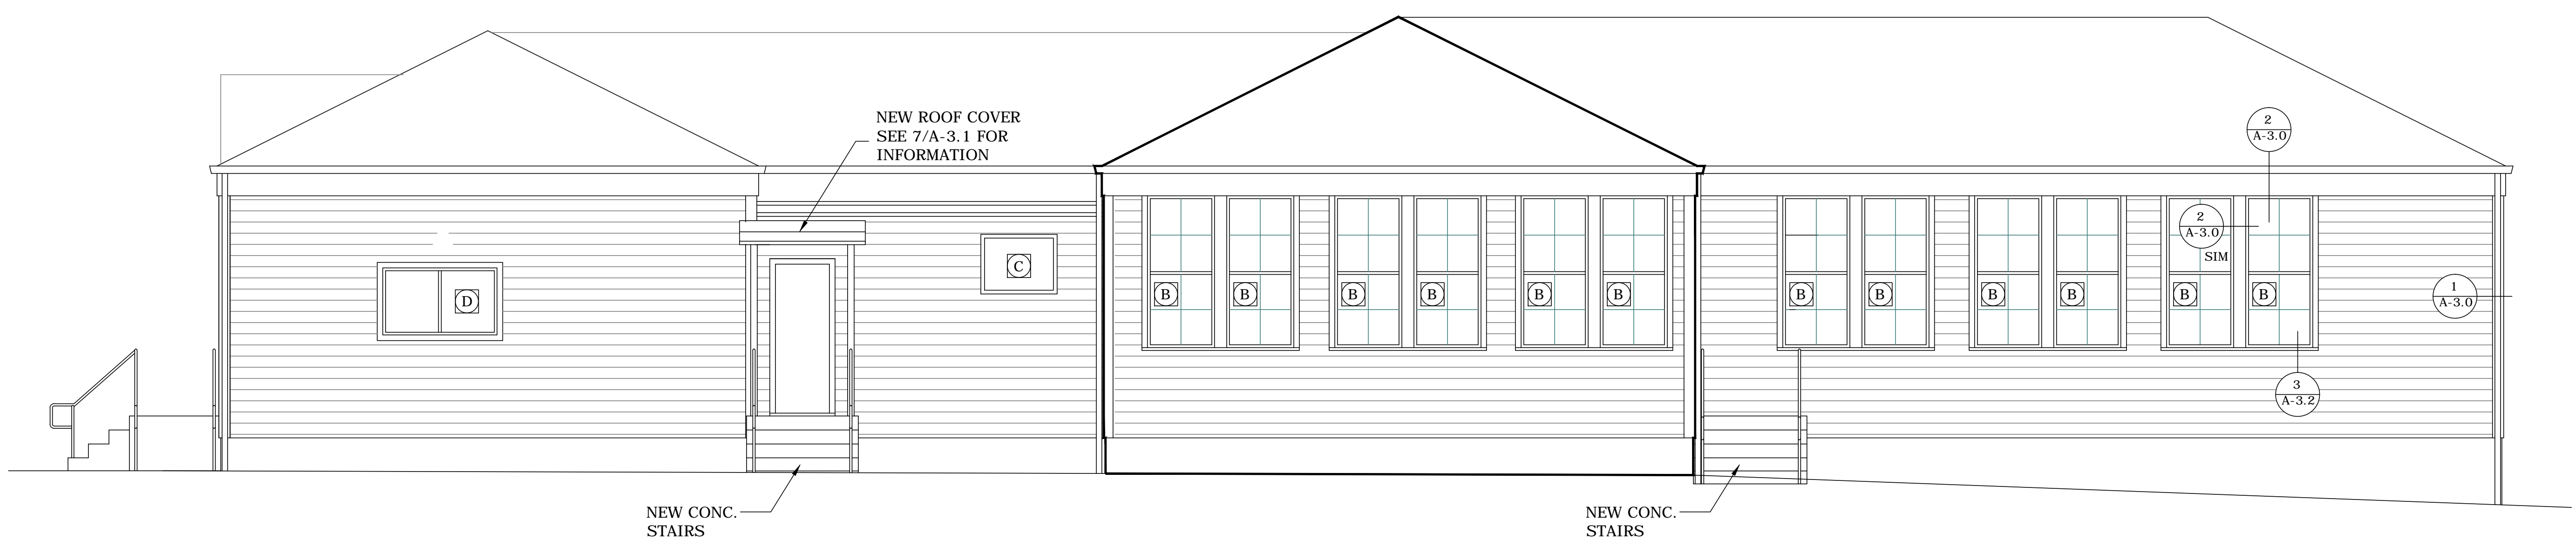 NEW ROOF COVER
SEE 7/A-3.1 FOR
INFORMATION
2
A-3.0
2
A-3.0
SIM
C
D
B
B
B
B
B
B
B
B
B
B
B
B
1
A-3.0
3
A-3.2
NEW CONC.
STAIRS
NEW CONC.
STAIRS